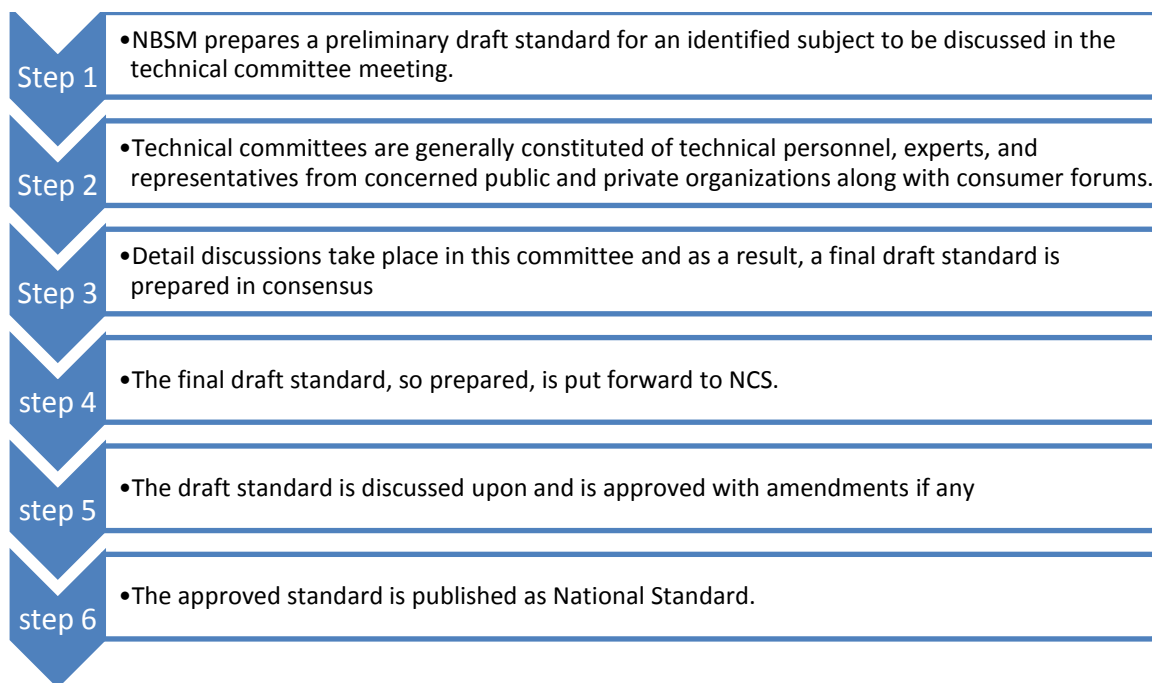 Step 1
•NBSM prepares a preliminary draft standard for an identified subject to be discussed in the
technical committee meeting.
Step 2
•Technical committees are generally constituted of technical personnel, experts, and
representatives from concerned public and private organizations along with consumer forums.
Step 3
•Detail discussions take place in this committee and as a result, a final draft standard is
prepared in consensus
step 4
•The final draft standard, so prepared, is put forward to NCS.
step 5
•The draft standard is discussed upon and is approved with amendments if any
step 6
•The approved standard is published as National Standard.